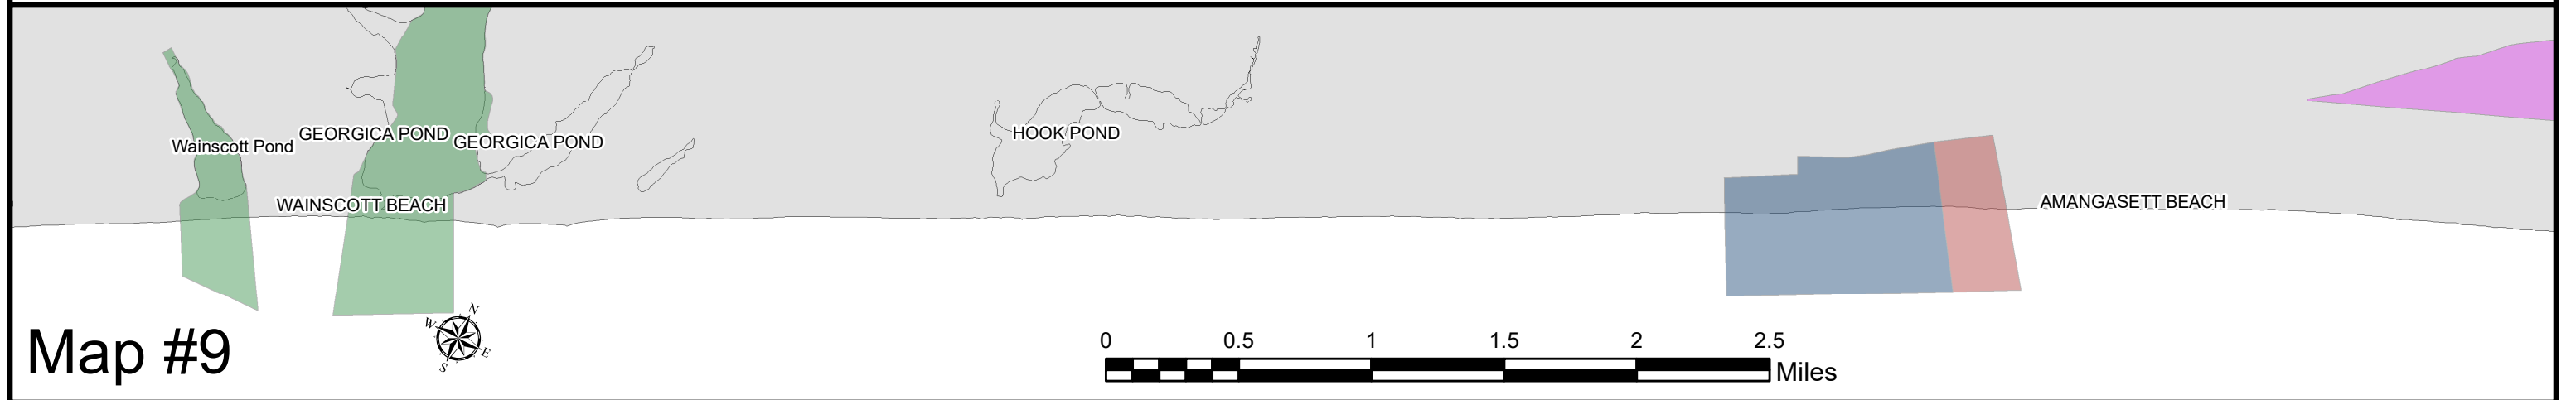 GEORGICA POND
Wainscott Pond
GEORGICA POND
HOOK POND
WAINSCOTT BEACH
AMANGASETT BEACH
N
W
E
S
Map #9
0 0.5 1 1.5 2 2.5
Miles